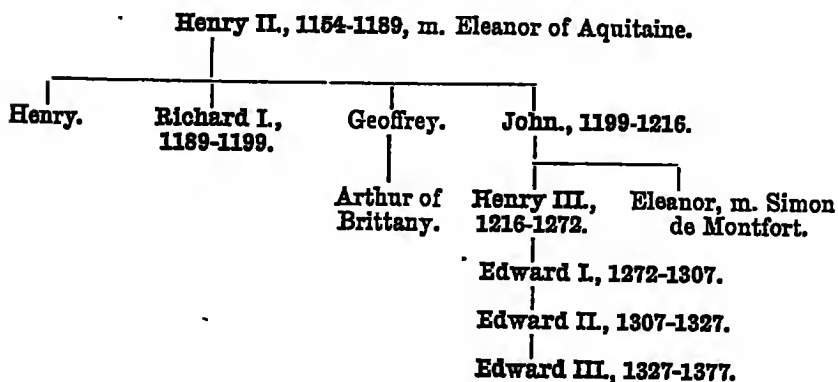 Henry II., 1154-1189, m. Eleanor of Aquitaine.
Henry. Richard I., Geoffrey. John., 1199-1216.
1189-1199.
Arthur of Henry III., Eleanor, m. Simon
Brittany. 1216-1272. de Montfort.
Edward I., 1272-1307.
Edward II., 1307-1327.
Edward III., 1327-1377.